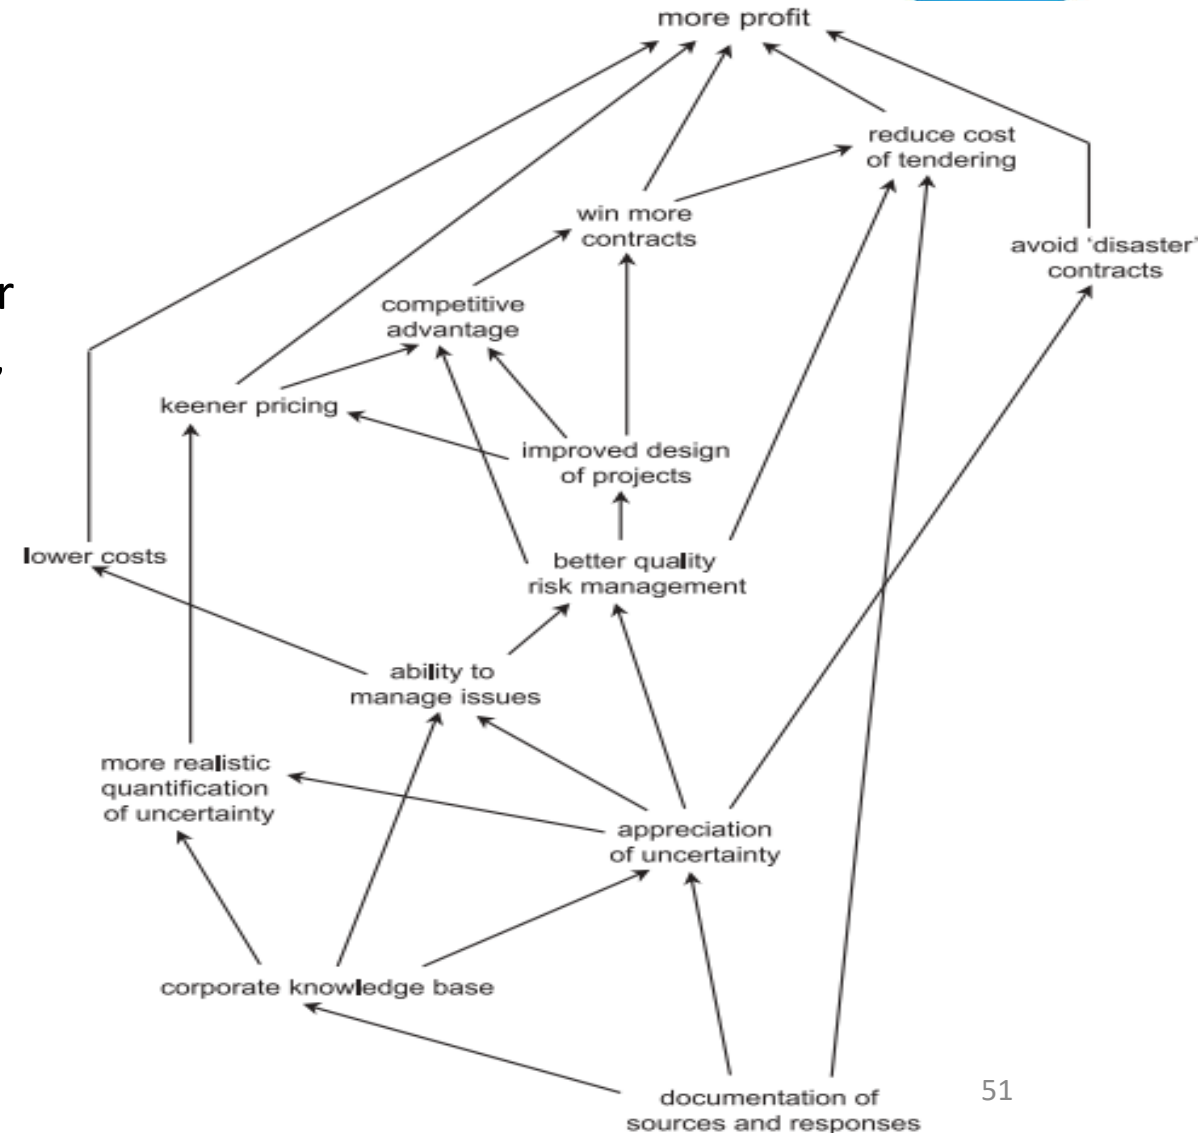 more profit
reduce cost
of tendering
win more
contracts
avoid ‘disaster’
contracts
r
,
competitive
advantage
keener pricing
improved design
of projects
lower costs
better quality
risk management
ability to
manage issues
more realistic
quantification
of uncertainty
appreciation
of uncertainty
corporate knowledge base
documentation of
sources and responses
51